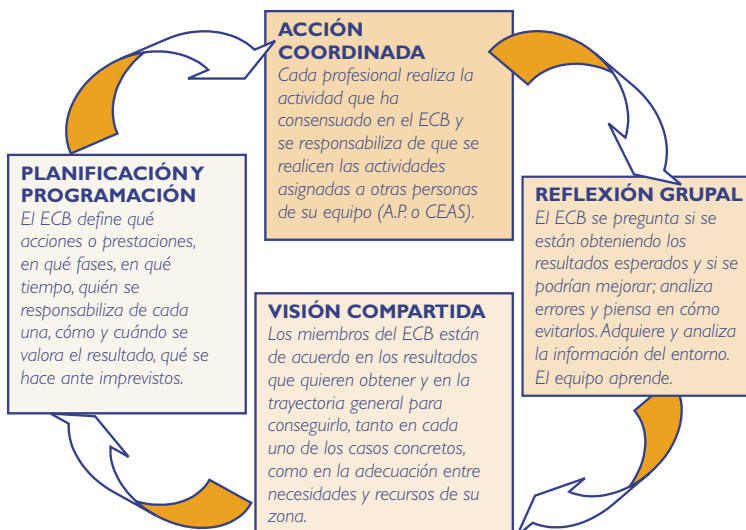 ACCIÓN
COORDINADA
Cada profesional realiza la
actividad que ha
consensuado en el ECB y
se responsabiliza de que se
realicen las actividades
asignadas a otras personas
de su equipo (A.P. o CEAS).
REFLEXIÓN GRUPAL
El ECB se pregunta si se
están obteniendo los
resultados esperados y si se
podrían mejorar; analiza
errores y piensa en cómo
evitarlos. Adquiere y analiza
la información del entorno.
El equipo aprende.
VISIÓN COMPARTIDA
Los miembros del ECB están
de acuerdo en los resultados
que quieren obtener y en la
trayectoria general para
conseguirlo, tanto en cada
uno de los casos concretos,
como en la adecuación entre
necesidades y recursos de su
zona.
PLANIFICACIÓN Y
PROGRAMACIÓN
El ECB define qué
acciones o prestaciones,
en qué fases, en qué
tiempo, quién se
responsabiliza de cada
una, cómo y cuándo se
valora el resultado, qué se
hace ante imprevistos.